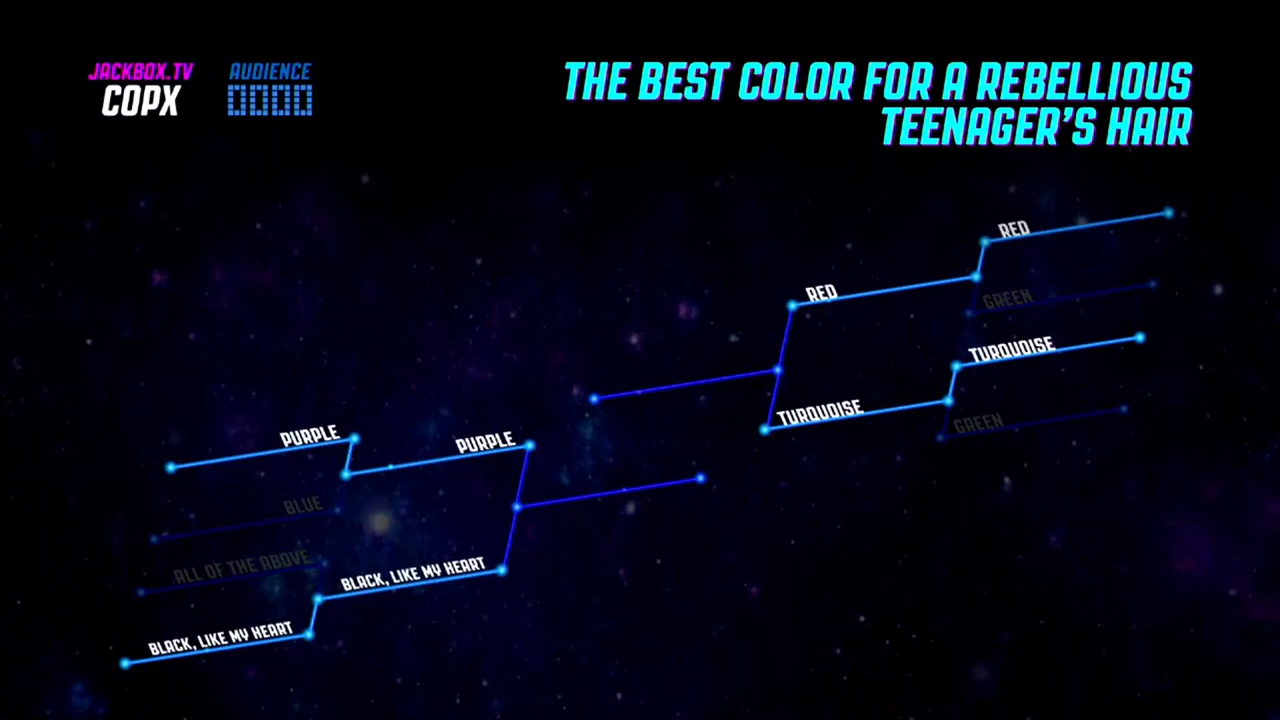 JACKBOX.TV
COPX
AUDIENCE
0000
THE BEST COLOR FOR A REBELLIOUS
TEENAGER'S HAIR
PURPLE
BLUE
ALL OF THE ABOVE
BLACK, LIKE MY HEART
PURPLE
BLACK, LIKE MY HEART
RED
TURQUOISE
RED
GREEN
TURQUOISE
GREEN